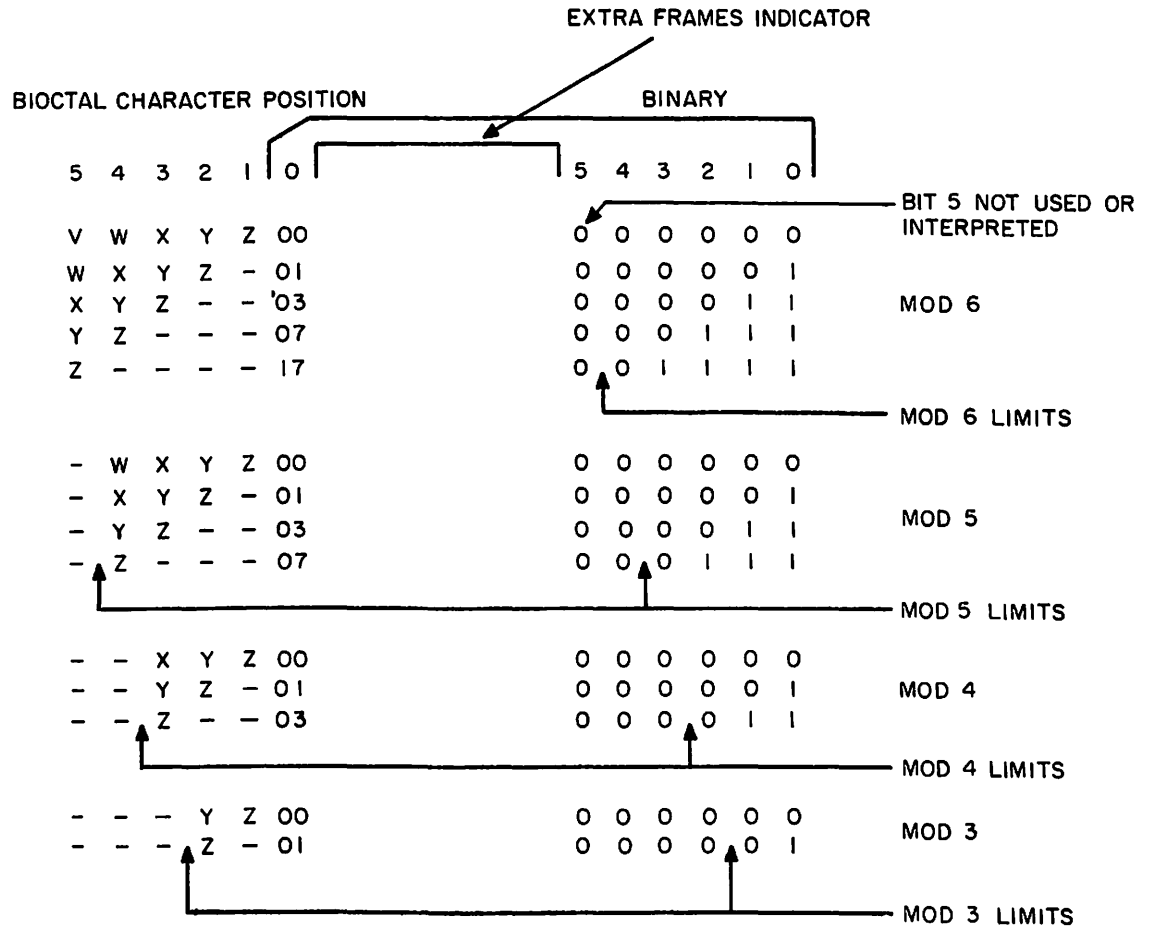 EXTRA FRAMES INDICATOR
BIOCTAL CHARACTER POSITION BINARY
5 4 3 2 1 0 5 4 3 2 1 0
BIT 5 NOT USED OR
INTERPRETED
V W X Y Z 00 0 0 0 0 0 0
W X Y Z - 01 0 0 0 0 0 1
X Y Z - - '03 0 0 0 0 1 1 MOD 6
Y Z - - - 07 0 0 0 1 1 1
Z - - - - 17 0 0 1 1 1 1
MOD 6 LIMITS
- W X Y Z 00 0 0 0 0 0 0
- X Y Z - 01 0 0 0 0 0 1
MOD 5
- Y Z - - 03 0 0 0 0 1 1
- Z - - - 07 0 0 0 1 1 1
MOD 5 LIMITS
- - X Y Z 00 0 0 0 0 0 0
- - Y Z - 01 0 0 0 0 0 1 MOD 4
- - Z - - 03 0 0 0 0 1 1
MOD 4 LIMITS
- - - Y Z 00 0 0 0 0 0 0
MOD 3
- - - Z - 01 0 0 0 0 0 1
MOD 3 LIMITS